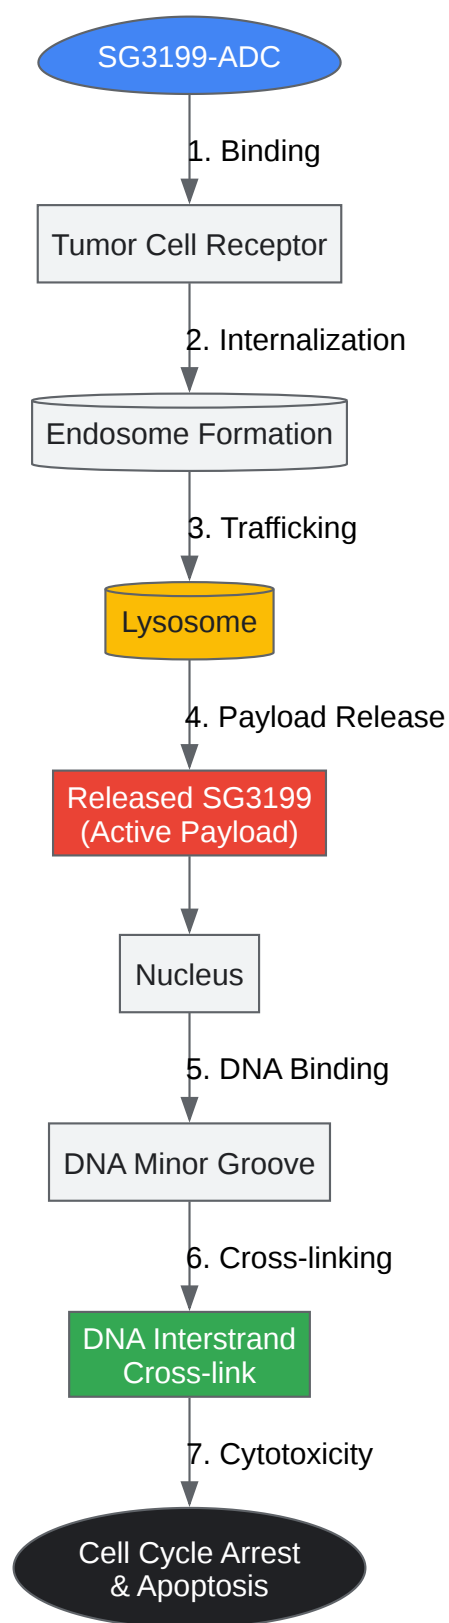 SG3199-ADC
1. Binding
Tumor Cell Receptor
2. Internalization
Endosome Formation
3. Trafficking
Lysosome
4. Payload Release
Released SG3199
(Active Payload)
Nucleus
5. DNA Binding
DNA Minor Groove
6. Cross-linking
DNA Interstrand
Cross-link
7. Cytotoxicity
Cell Cycle Arrest
& Apoptosis